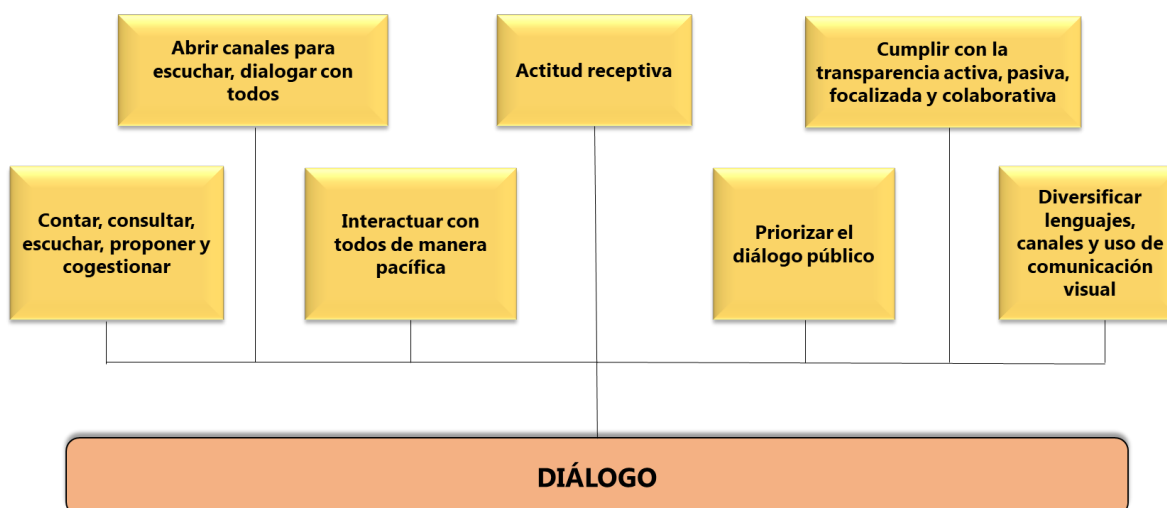 Abrir canales para
escuchar, dialogar con
todos
Actitud receptiva
Cumplir con la
transparencia activa, pasiva,
focalizada y colaborativa
Contar, consultar,
escuchar, proponer y
cogestionar
Interactuar con
todos de manera
pacífica
Priorizar el
diálogo público
Diversificar
lenguajes,
canales y uso de
comunicación
visual
DIÁLOGO